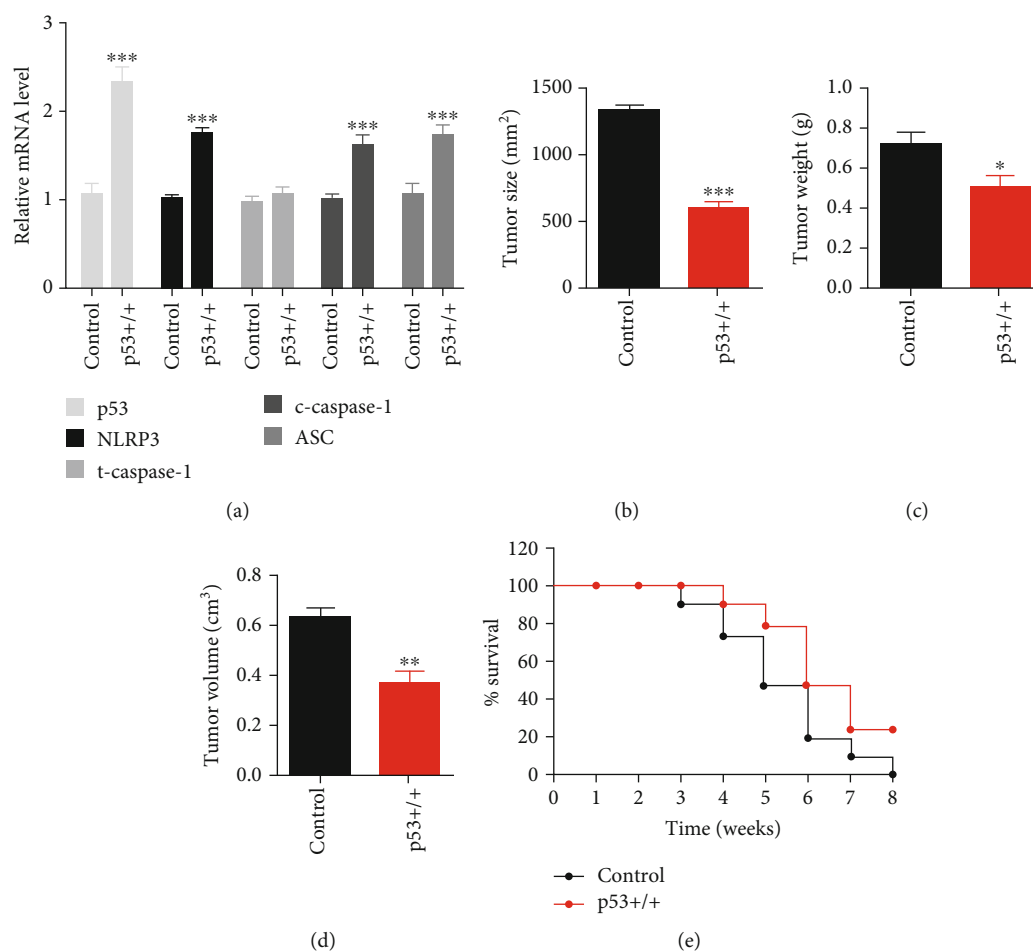 Relative mRNA level
3
2
1
0
***
***
***
***
Control
p53+/+
Control
p53+/+
Control
p53+/+
Control
p53+/+
Control
p53+/+
p53
NLRP3
t-caspase-1
c-caspase-1
ASC
(a)
Tumor size (mm²)
1500
1000
500
0
***
Control
p53+/+
(b)
Tumor weight (g)
1.0
0.8
0.6
0.4
0.2
0.0
*
Control
p53+/+
(c)
Tumor volume (cm³)
0.8
0.6
0.4
0.2
0.0
**
Control
p53+/+
(d)
% survival
120
100
80
60
40
20
0
0 1 2 3 4 5 6 7 8
Time (weeks)
Control
p53+/+
(e)